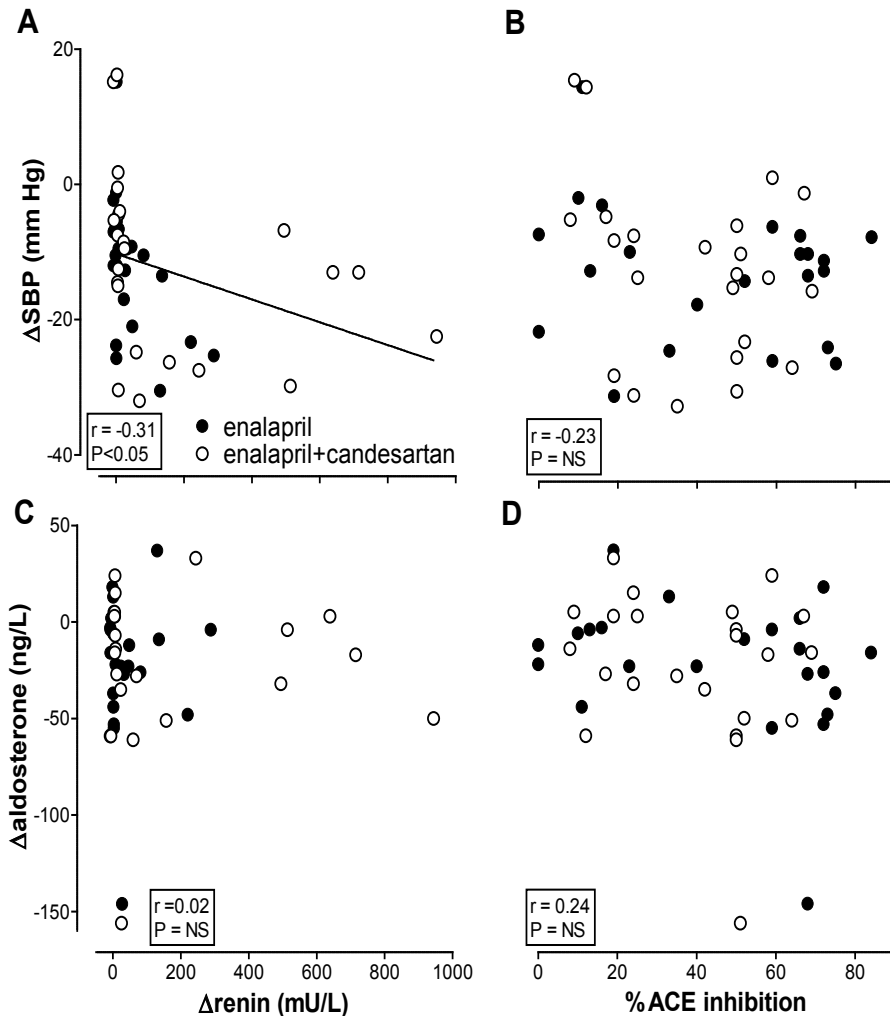 A
B
20
0
-20
-40
ΔSBP (mm Hg)
r = -0.31
P<0.05
enalapril
enalapril+candesartan
r = -0.23
P = NS
C
D
50
0
-50
-100
-150
Δaldosterone (ng/L)
r =0.02
P = NS
r = 0.24
P = NS
0 200 400 600 800 1000
0 20 40 60 80
Δrenin (mU/L)
%ACE inhibition